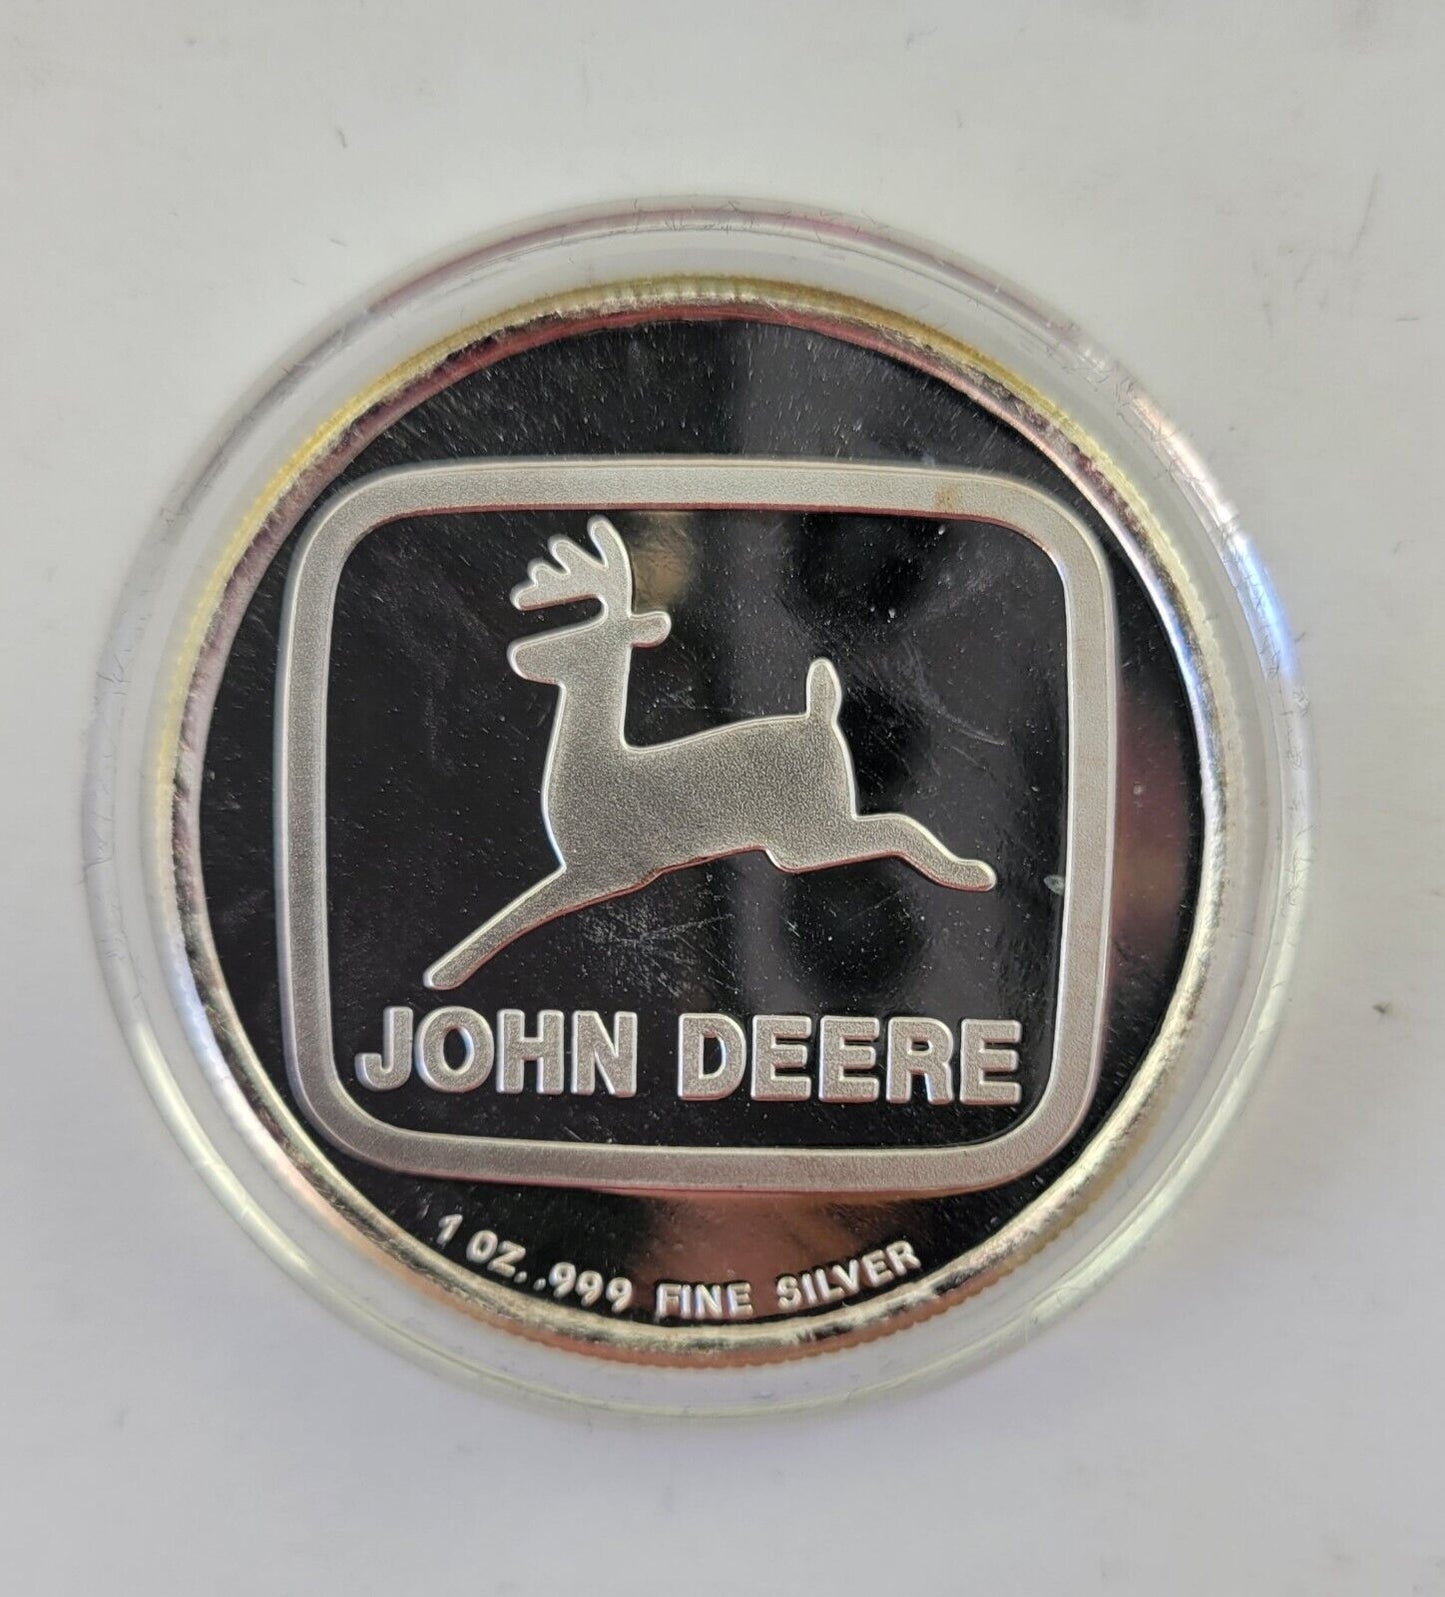 JOHN DEERE
1 OZ. .999 FINE SILVER